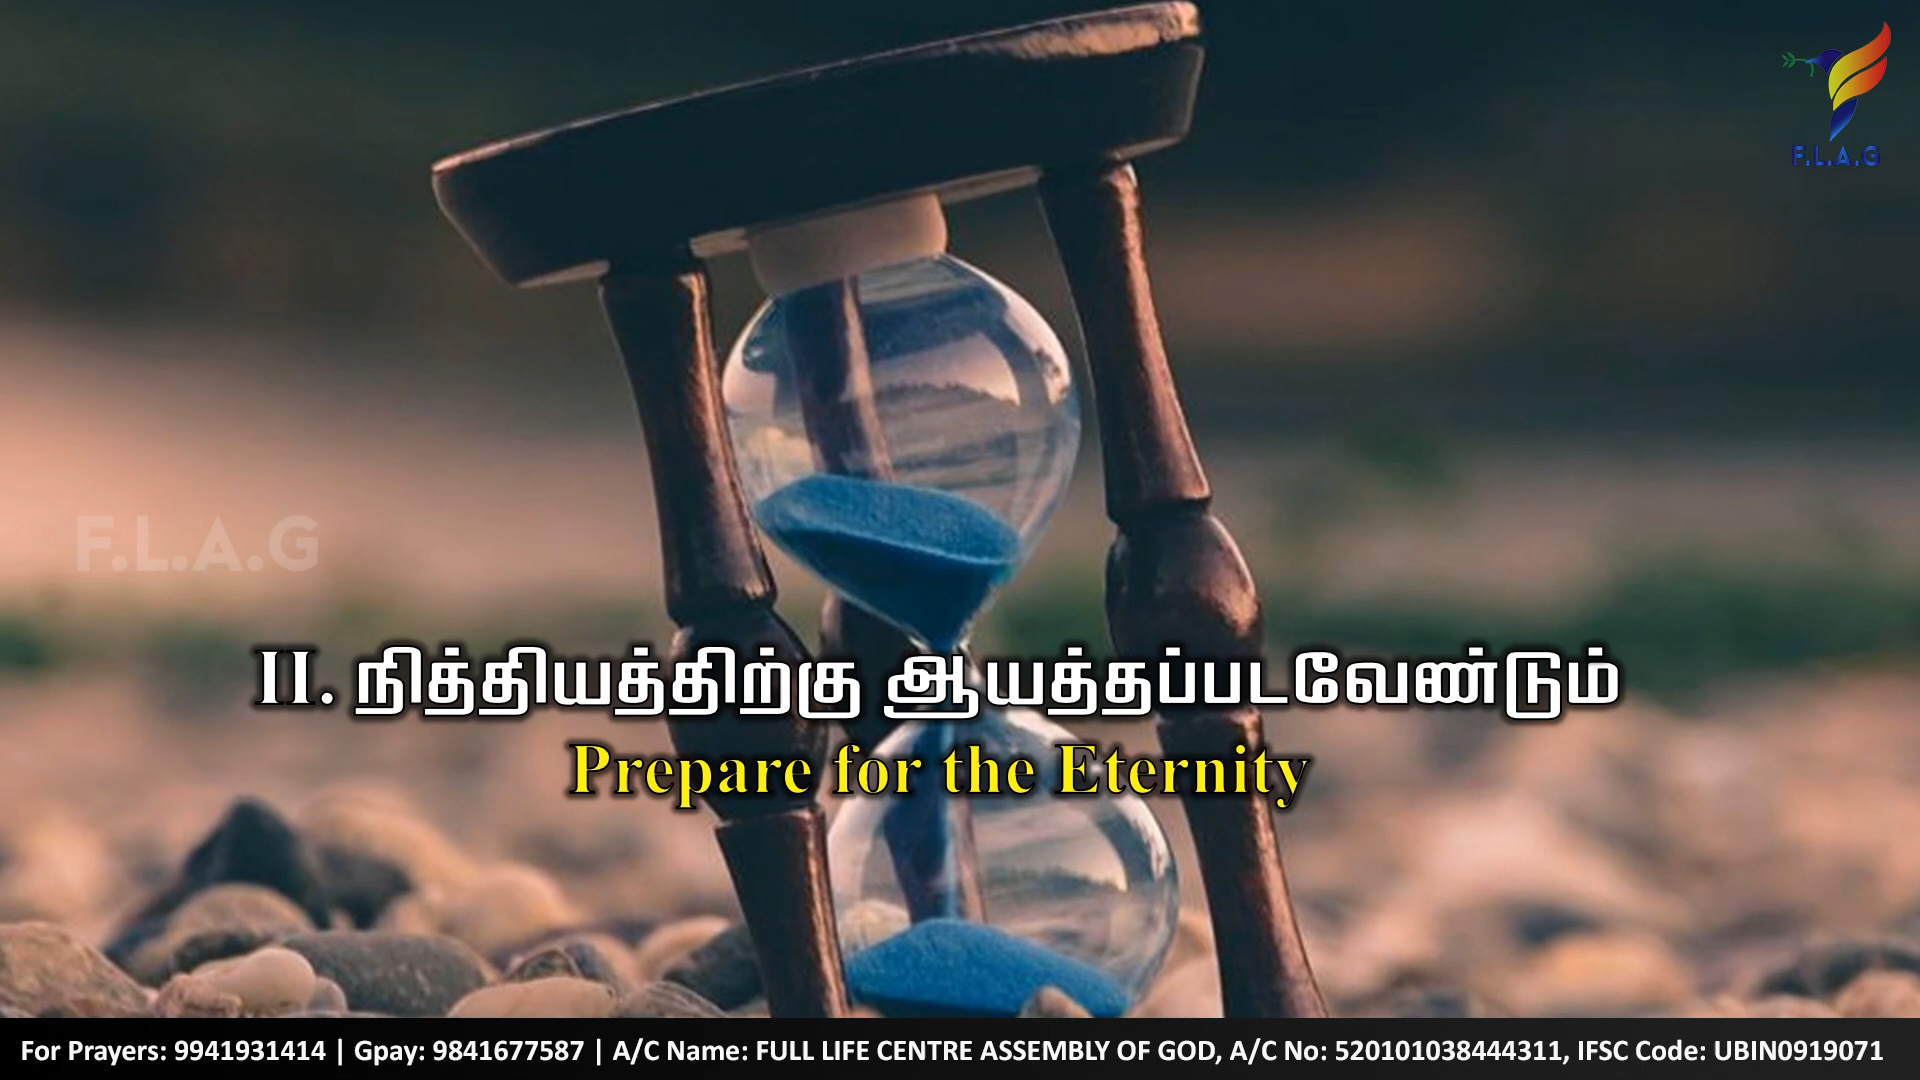 F.L.A.G
F.L.A.G
II. நித்தியத்திற்கு ஆயத்தப்படவேண்டும்
Prepare for the Eternity
For Prayers: 9941931414 | Gpay: 9841677587 | A/C Name: FULL LIFE CENTRE ASSEMBLY OF GOD, A/C No: 520101038444311, IFSC Code: UBIN0919071